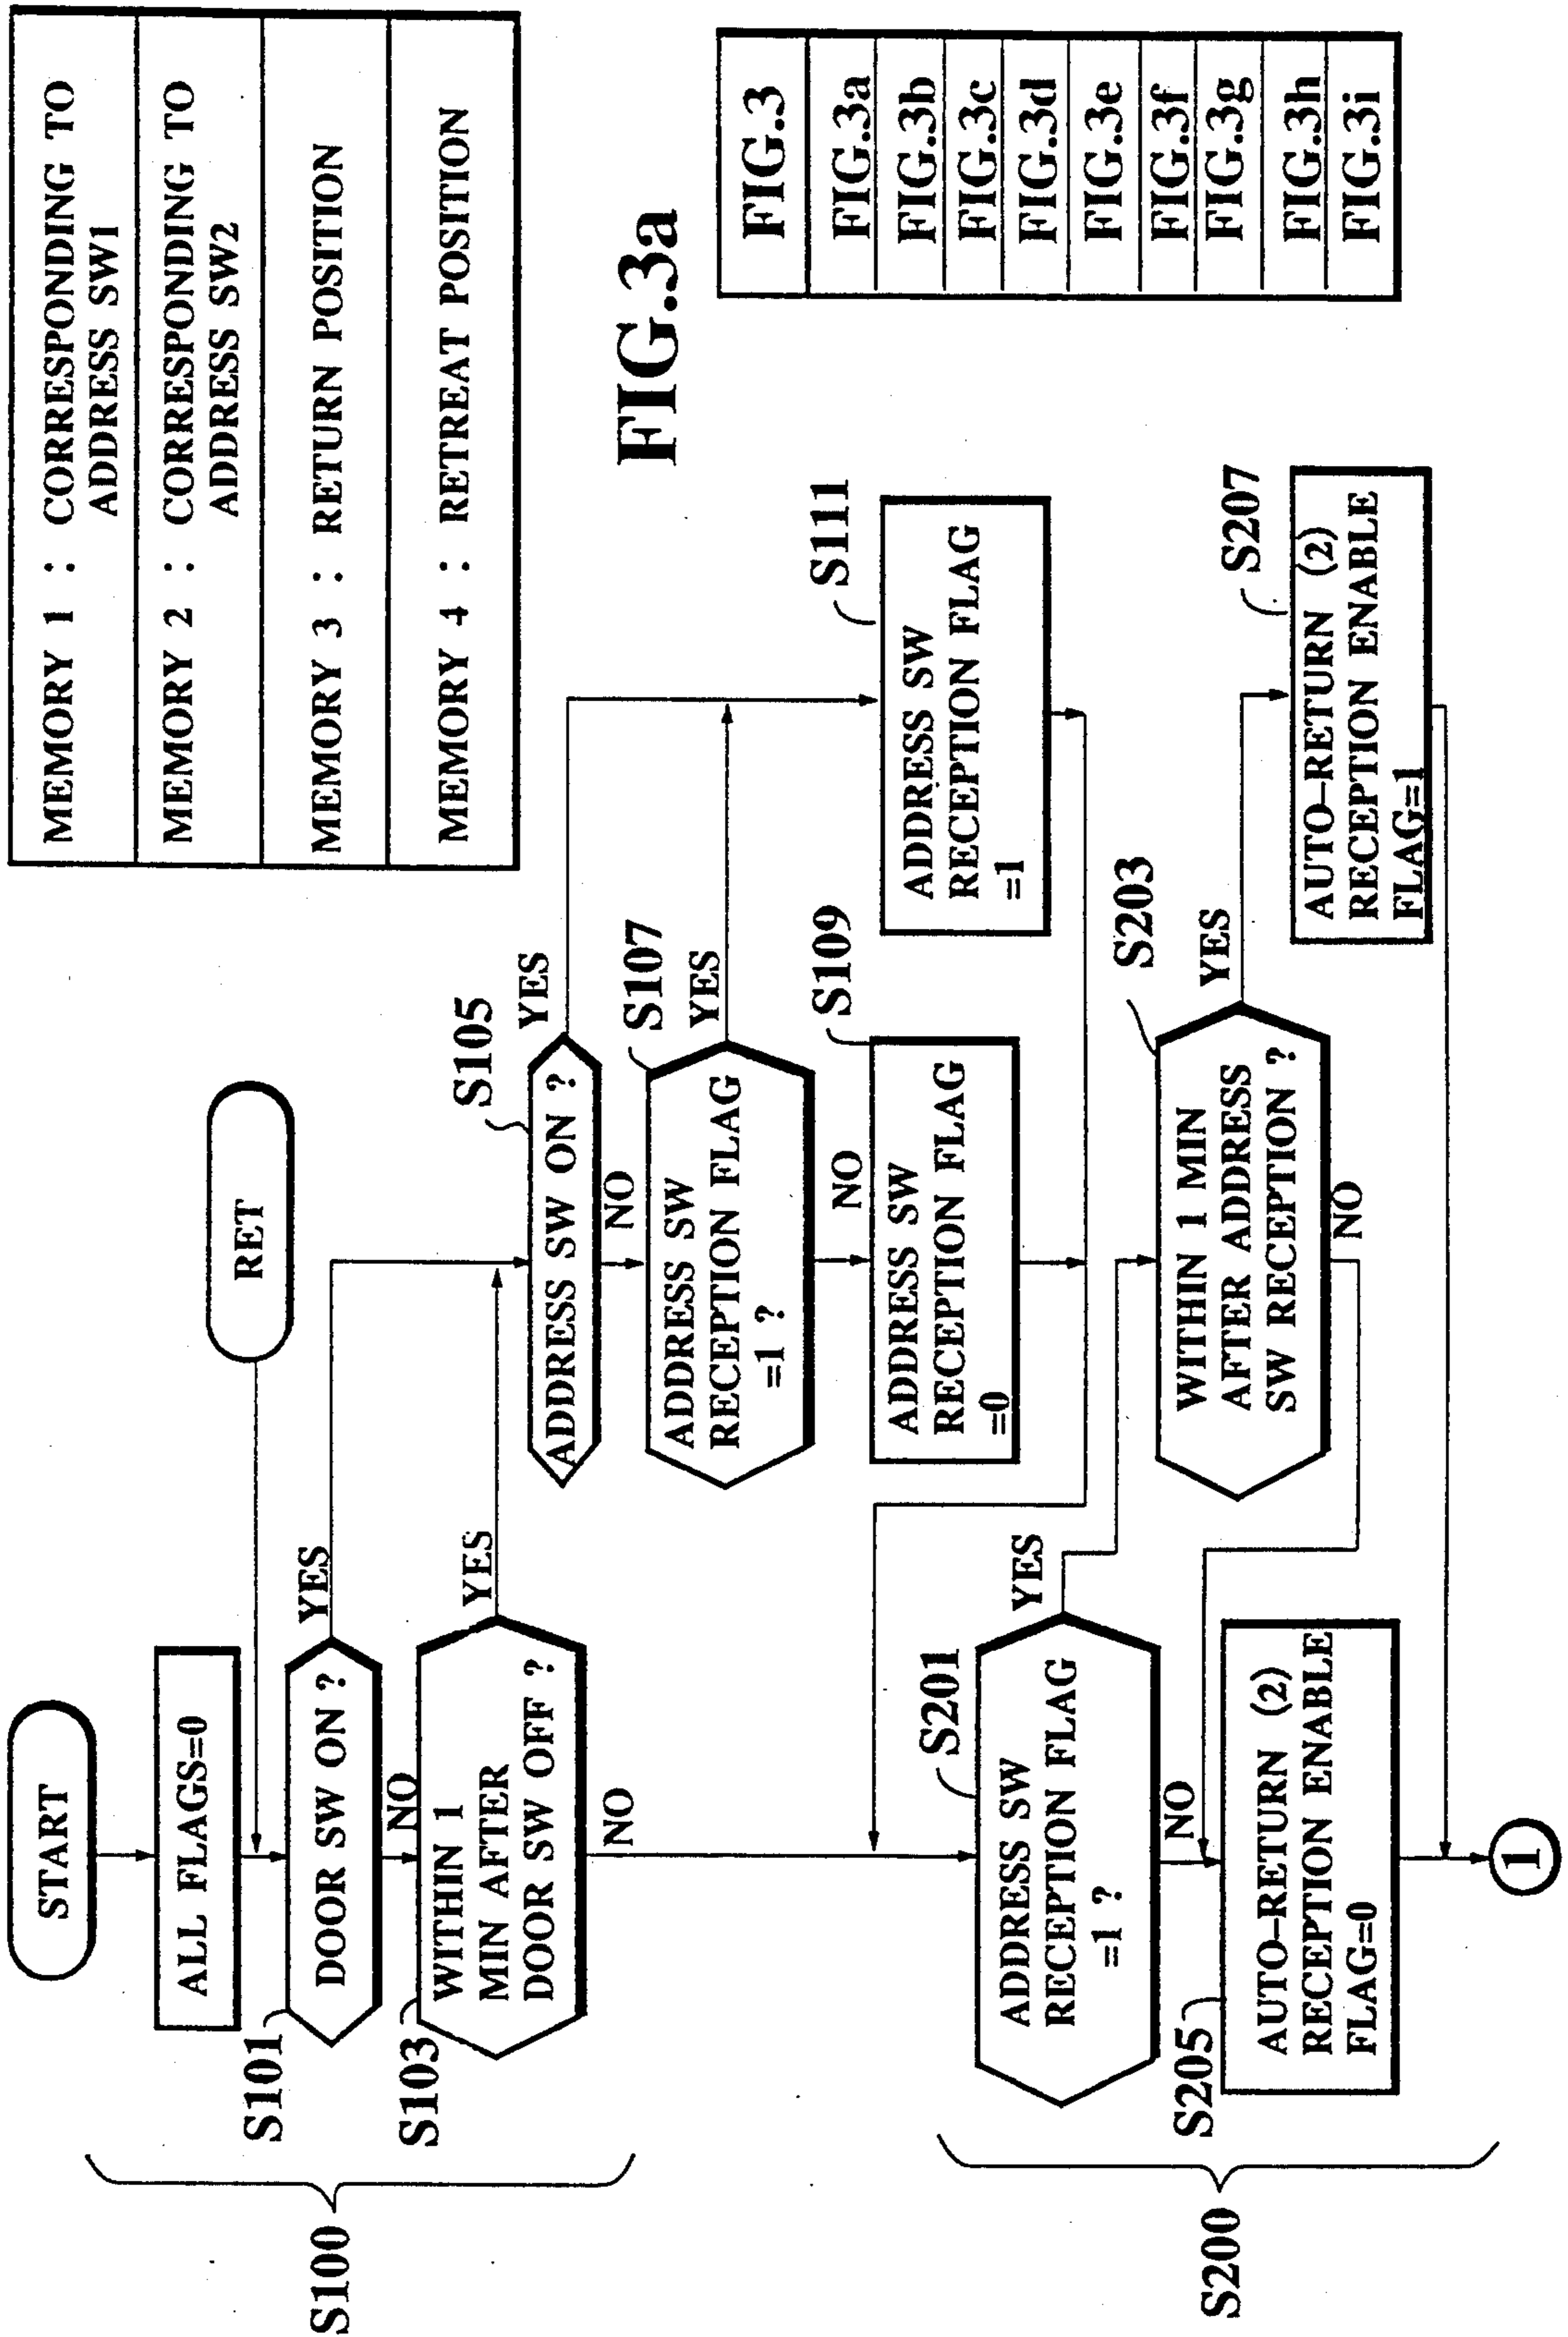 MEMORY 1 : CORRESPONDING TO
ADDRESS SW1
MEMORY 2 : CORRESPONDING TO
ADDRESS SW2
MEMORY 3 : RETURN POSITION
MEMORY 4 : RETREAT POSITION
FIG.3a
FIG.3
FIG.3a
FIG.3b
FIG.3c
FIG.3d
FIG.3e
FIG.3f
FIG.3g
FIG.3h
FIG.3i
START
ALL FLAGS=0
RET
S100
S101
DOOR SW ON ?
YES
NO
S103
WITHIN 1
MIN AFTER
DOOR SW OFF ?
YES
NO
S105
ADDRESS SW ON ?
YES
NO
S107
ADDRESS SW
RECEPTION FLAG
=1 ?
YES
NO
S109
ADDRESS SW
RECEPTION FLAG
=0
S111
ADDRESS SW
RECEPTION FLAG
=1
S200
S201
ADDRESS SW
RECEPTION FLAG
=1 ?
YES
NO
S203
WITHIN 1 MIN
AFTER ADDRESS
SW RECEPTION ?
YES
NO
S205
AUTO-RETURN (2)
RECEPTION ENABLE
FLAG=0
S207
AUTO-RETURN (2)
RECEPTION ENABLE
FLAG=1
1